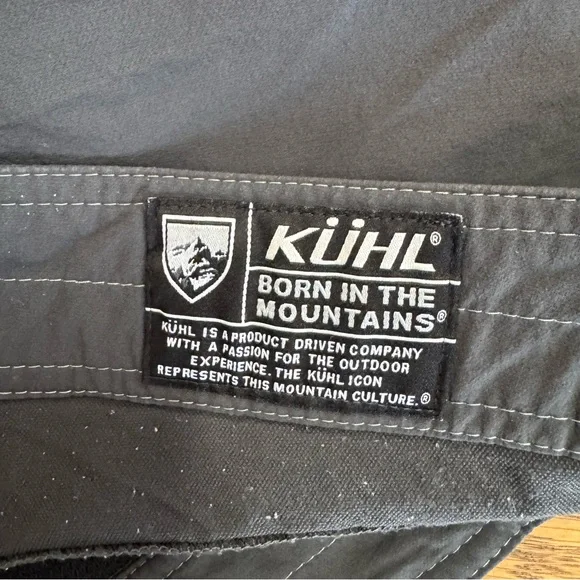 KÜHL®
BORN IN THE
MOUNTAINS®
KÜHL IS A PRODUCT DRIVEN COMPANY
WITH A PASSION FOR THE OUTDOOR
EXPERIENCE. THE KÜHL ICON
REPRESENTS THIS MOUNTAIN CULTURE.®